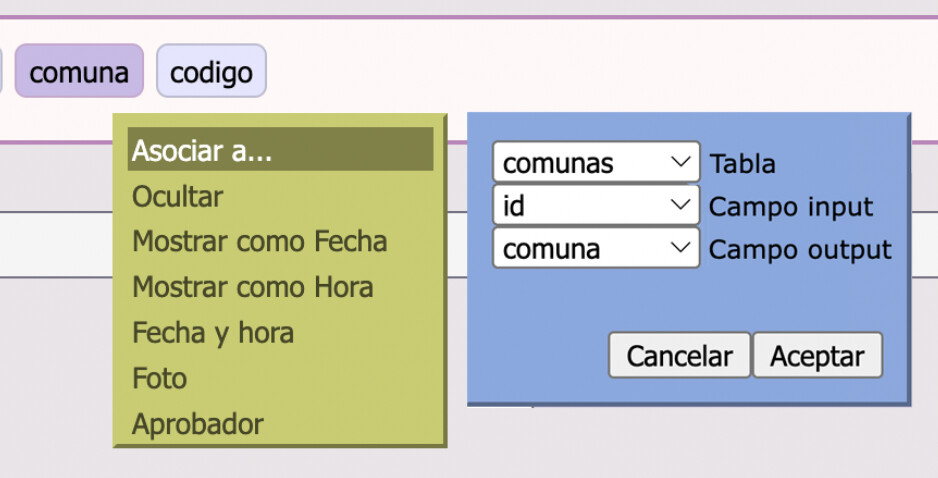 comuna codigo
Asociar a...
Ocultar
Mostrar como Fecha
Mostrar como Hora
Fecha y hora
Foto
Aprobador
comunas Tabla
id Campo input
comuna Campo output
Cancelar Aceptar